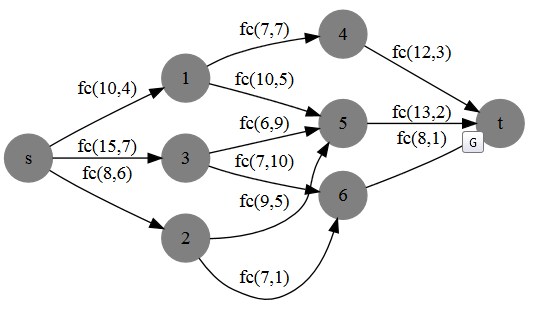 fc(7,7)
4
fc(12,3)
fc(10,4)
1
fc(10,5)
fc(15,7)
fc(6,9)
5
fc(13,2)
t
s
3
fc(8,1)
G
fc(8,6)
fc(7,10)
6
fc(9,5)
2
fc(7,1)